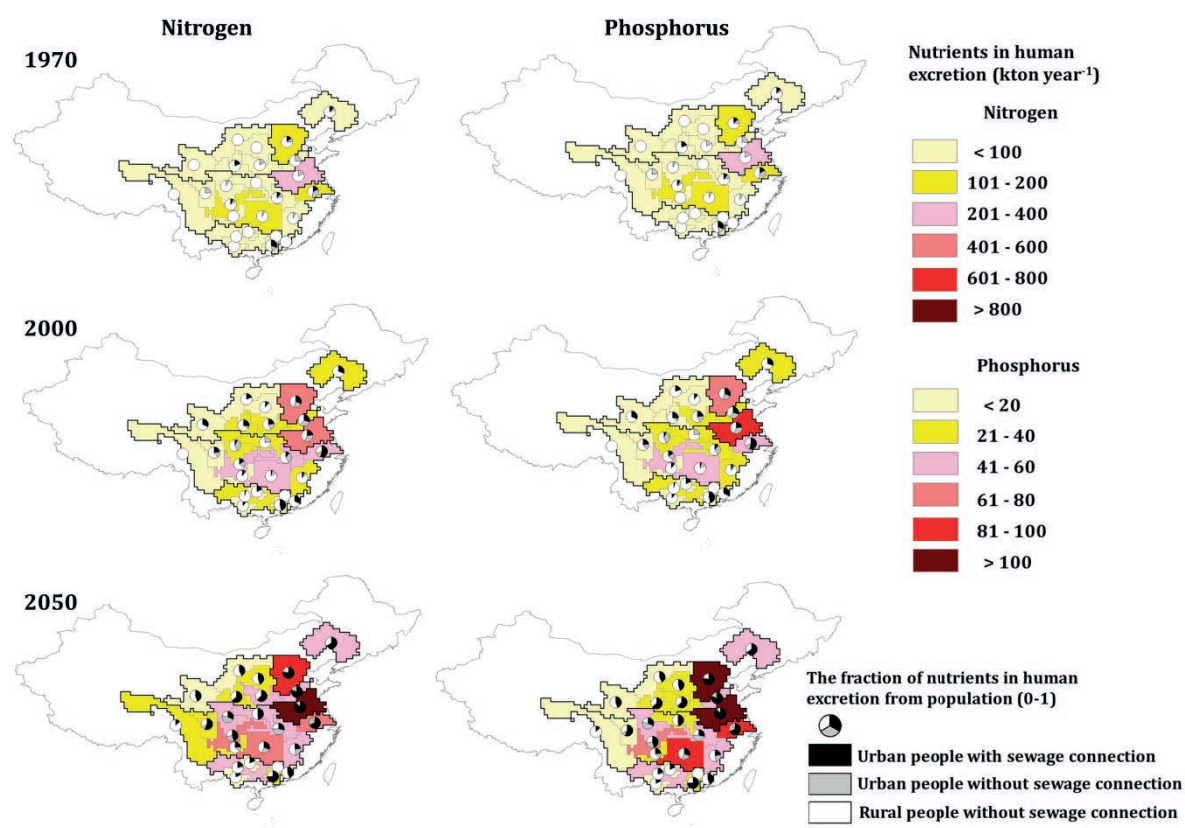 Nitrogen
Phosphorus
1970
2000
2050
Nutrients in human
excretion (kton year-1)
Nitrogen
< 100
101 - 200
201 - 400
401 - 600
601 - 800
> 800
Phosphorus
< 20
21 - 40
41 - 60
61 - 80
81 - 100
> 100
The fraction of nutrients in human
excretion from population (0-1)
Urban people with sewage connection
Urban people without sewage connection
Rural people without sewage connection